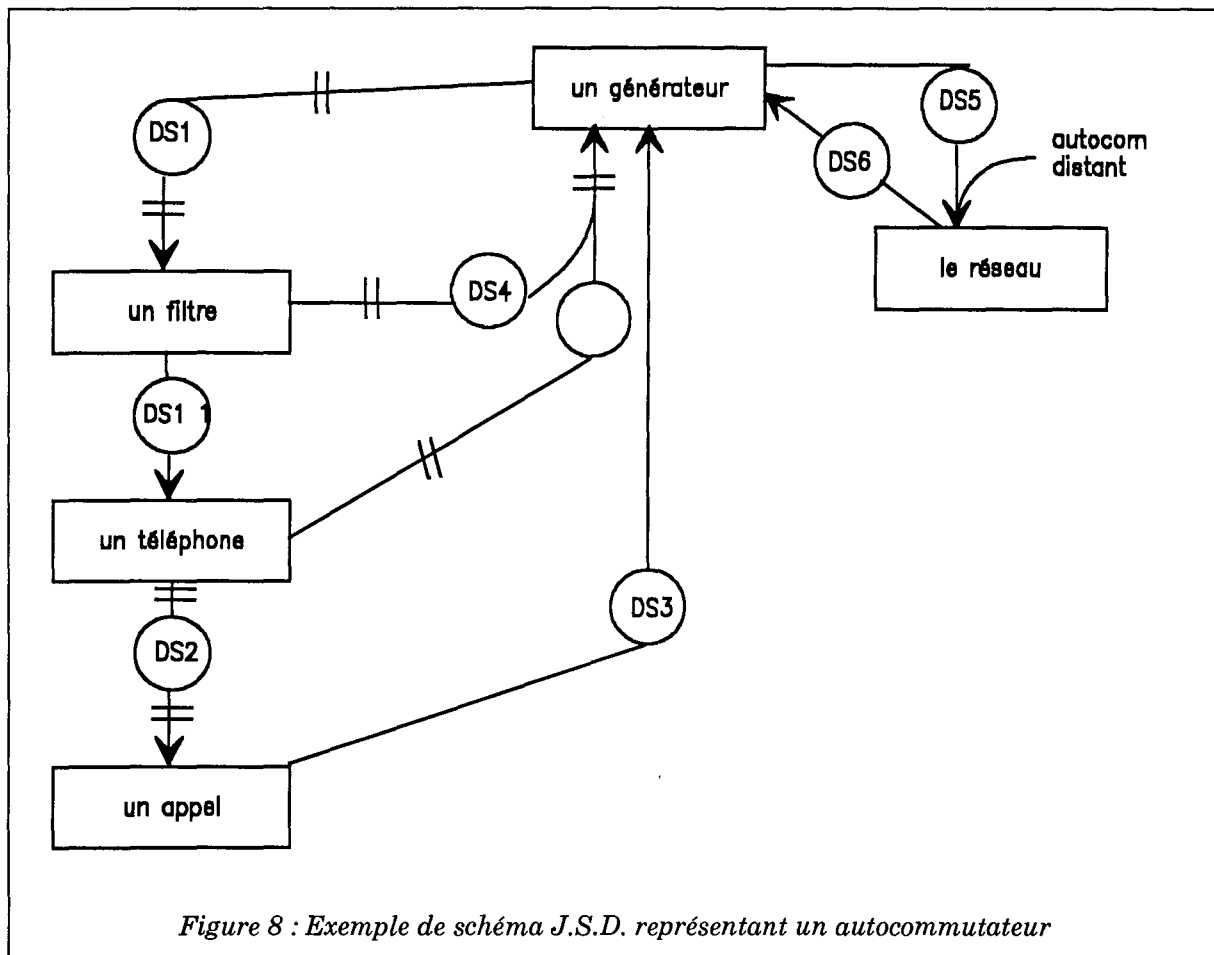 un générateur
DS1
DS5
autocom
distant
DS6
le réseau
un filtre
DS4
DS1 1
un téléphone
DS3
DS2
un appel
Figure 8 : Exemple de schéma J.S.D. représentant un autocommutateur